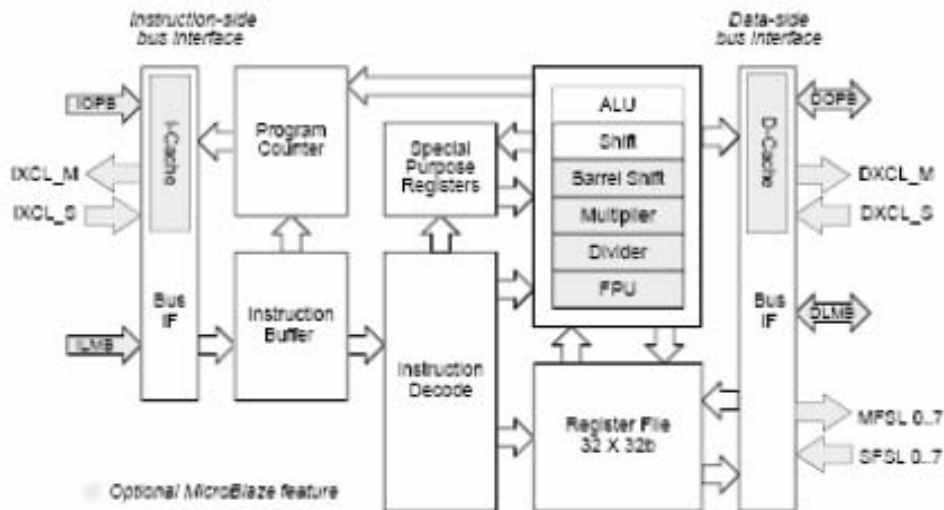 Instruction-side
bus interface
Data-side
bus interface
IOPB
IXCL_M
IXCL_S
ILMB
I-Cache
Bus
IF
Program
Counter
Instruction
Buffer
Special
Purpose
Registers
Instruction
Decode
ALU
Shift
Barrel Shift
Multiplier
Divider
FPU
Register File
32 X 32b
D-Cache
Bus
IF
DOPB
DXCL_M
DXCL_S
DLMB
MFSL 0..7
SFSL 0..7
Optional MicroBlaze feature